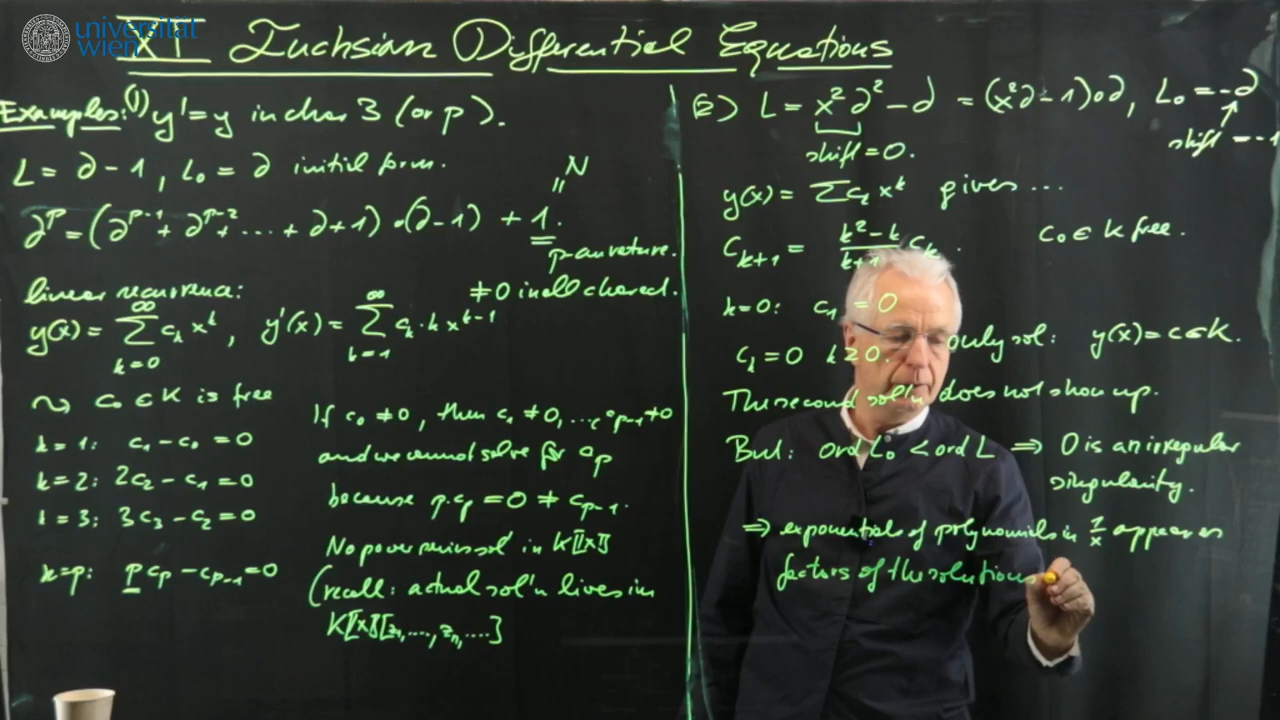 universität
wien
XI Fuchsian Differential Equations
Examples: (1) y' = y in char 3 (or p).
L = ∂ - 1, L₀ = ∂ initial form.
∂ᵖ = (∂ᵖ⁻¹ + ∂ᵖ⁻² + ... + ∂ + 1) ∘ (∂ - 1) + 1.
N
p-curvature.
≠ 0 in all charact.
linear recurrence:
y(x) = ∑_{k=0}^∞ c_k x^k, y'(x) = ∑_{k=1}^∞ c_k · k x^{k-1}
⇝ c₀ ∈ K is free
k = 1: c₁ - c₀ = 0
k = 2: 2c₂ - c₁ = 0
k = 3: 3c₃ - c₂ = 0
k = p: p c_p - c_{p-1} = 0
If c₀ ≠ 0, then c₁ ≠ 0, ... c_{p-1} ≠ 0
and we cannot solve for c_p
because p·c_p = 0 ≠ c_{p-1}.
No power series sol in K[[x]]
(recall: actual sol'n lives in
K[[x]][z₁, ..., z_n, ...]
(2) L = x²∂² - ∂ = (x²∂ - 1) ∘ ∂, L₀ = -∂
shift = 0.
shift = -1
y(x) = ∑ c_k x^k gives ...
c_{k+1} = (k² - k)/(k+1) c_k.
c₀ ∈ K free.
k = 0: c₁ = 0
c_k = 0 k ≥ 0. only sol: y(x) = c ∈ K.
The second sol'n does not show up.
But: ord L₀ < ord L ⇒ 0 is an irregular
singularity.
⇒ exponentials of polynomials in 1/x appear as
factors of the solutions